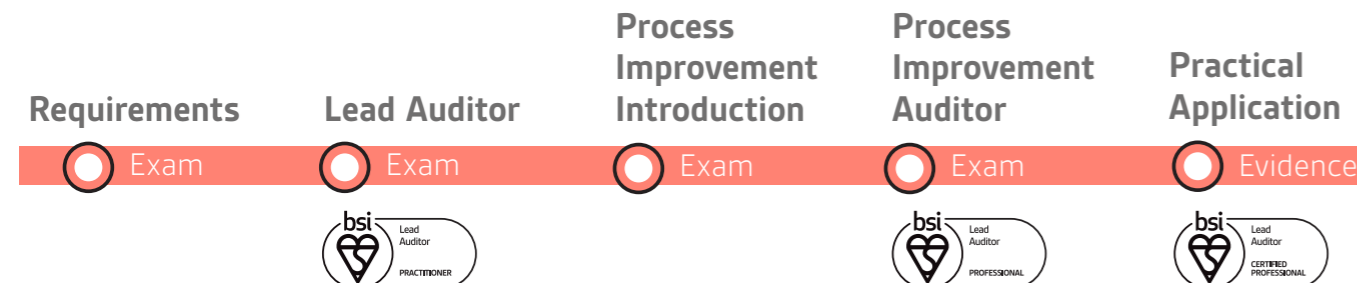 Requirements
Exam
Lead Auditor
Exam
bsi
Lead
Auditor
PRACTITIONER
Process
Improvement
Introduction
Exam
Process
Improvement
Auditor
Exam
bsi
Lead
Auditor
PROFESSIONAL
Practical
Application
Evidence
bsi
Lead
Auditor
CERTIFIED
PROFESSIONAL